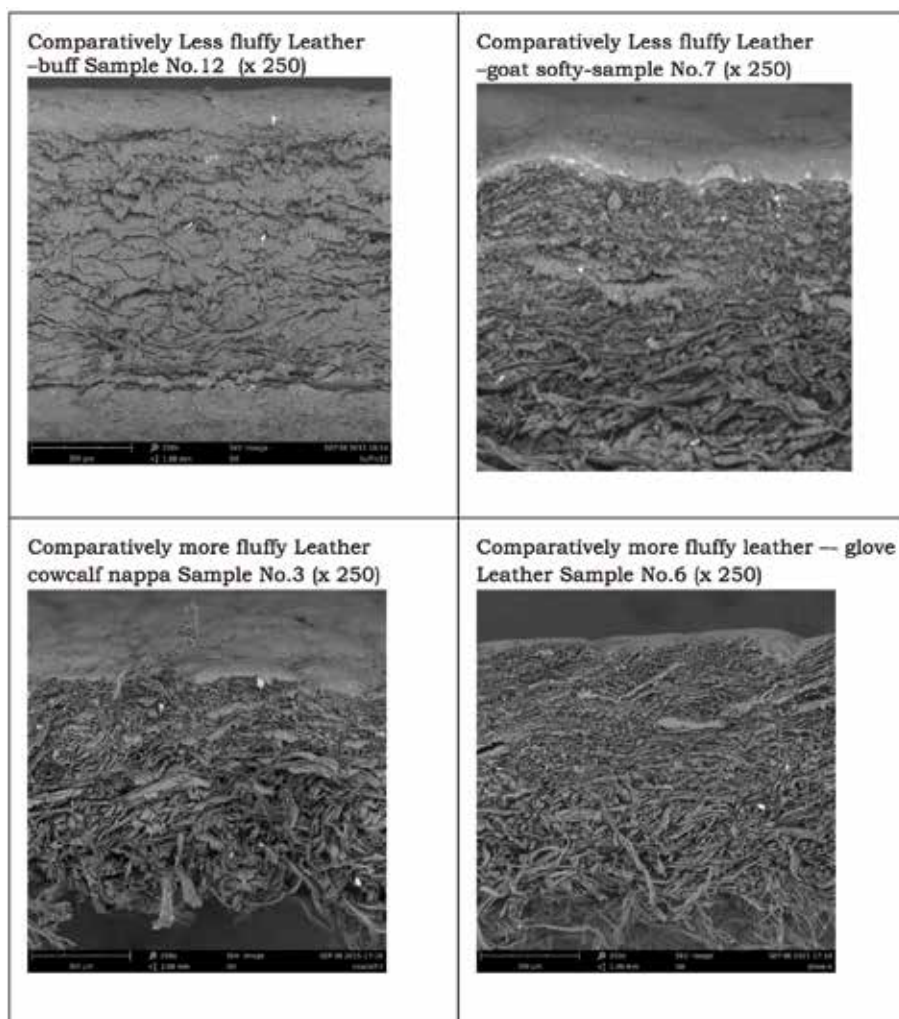 Comparatively Less fluffy Leather
–buff Sample No.12  (x 250)
Comparatively Less fluffy Leather
–goat softy-sample No.7 (x 250)
Comparatively more fluffy Leather
cowcalf nappa Sample No.3 (x 250)
Comparatively more fluffy leather — glove
Leather Sample No.6 (x 250)